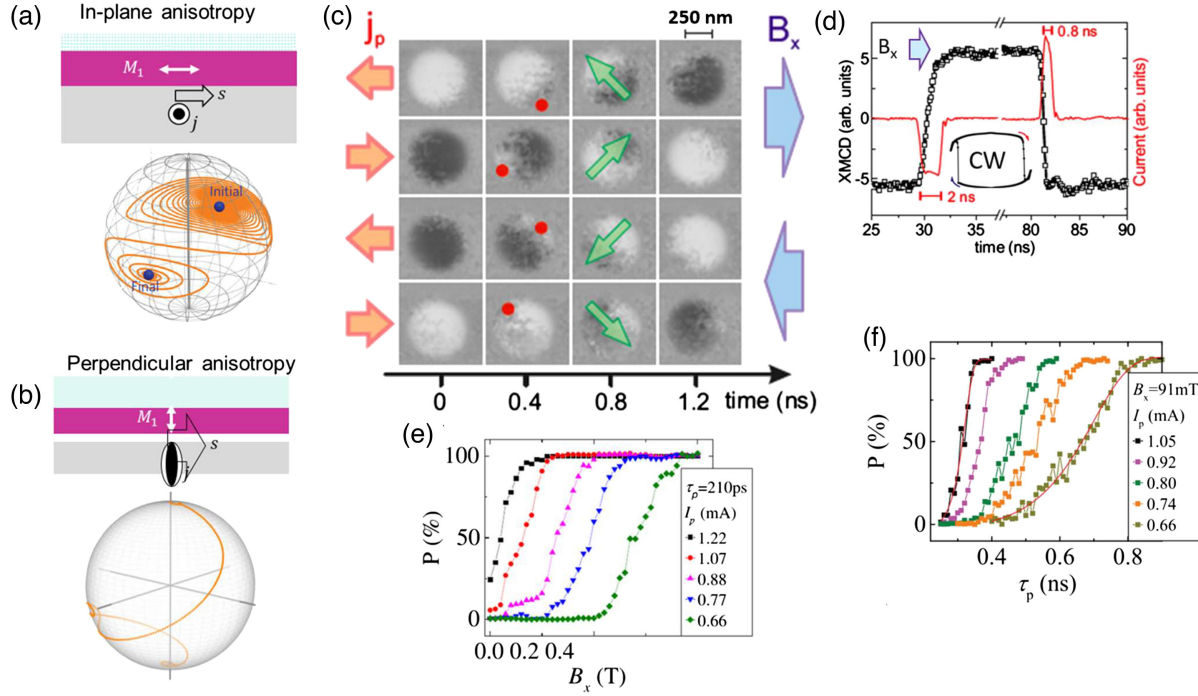 (a)
In-plane anisotropy
M1
s
j
Initial
Final
(b)
Perpendicular anisotropy
M1
s
j
(c)
jp
250 nm
Bx
0
0.4
0.8
1.2
time (ns)
(d)
Bx
0.8 ns
CW
2 ns
XMCD (arb. units)
5
0
-5
Current (arb. units)
25 30 35 80 85 90
time (ns)
(e)
P (%)
100
50
0
τp=210ps
Ip (mA)
1.22
1.07
0.88
0.77
0.66
0.0 0.2 0.4
Bx (T)
(f)
P (%)
100
50
0
Bx=91mT
Ip (mA)
1.05
0.92
0.80
0.74
0.66
0.4 0.6 0.8
τp (ns)